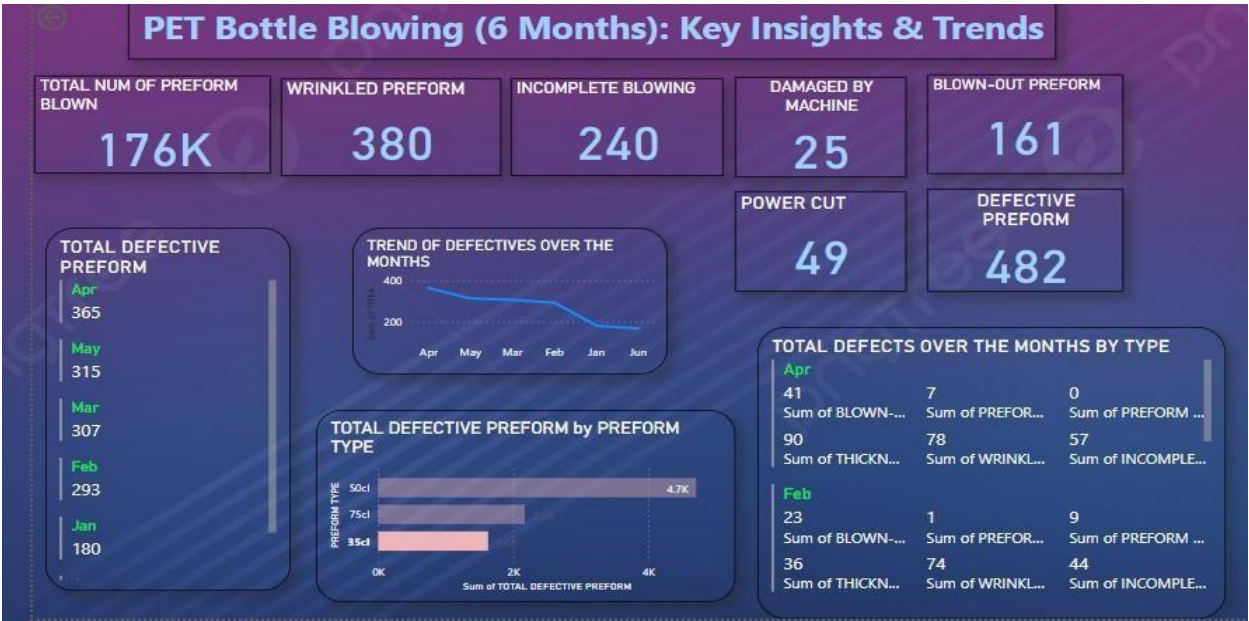 PET Bottle Blowing (6 Months): Key Insights & Trends
TOTAL NUM OF PREFORM
BLOWN
176K
WRINKLED PREFORM
380
INCOMPLETE BLOWING
240
DAMAGED BY
MACHINE
25
BLOWN-OUT PREFORM
161
POWER CUT
49
DEFECTIVE
PREFORM
482
TOTAL DEFECTIVE
PREFORM
Apr
365
May
315
Mar
307
Feb
293
Jan
180
TREND OF DEFECTIVES OVER THE
MONTHS
400
200
Apr May Mar Feb Jan Jun
TOTAL DEFECTIVE PREFORM by PREFORM
TYPE
PREFORM TYPE
50cl 4.7K
75cl
35cl
0K 2K 4K
Sum of TOTAL DEFECTIVE PREFORM
TOTAL DEFECTS OVER THE MONTHS BY TYPE
Apr
41 7 0
Sum of BLOWN-... Sum of PREFOR... Sum of PREFORM ...
90 78 57
Sum of THICKN... Sum of WRINKL... Sum of INCOMPLE...
Feb
23 1 9
Sum of BLOWN-... Sum of PREFOR... Sum of PREFORM ...
36 74 44
Sum of THICKN... Sum of WRINKL... Sum of INCOMPLE...